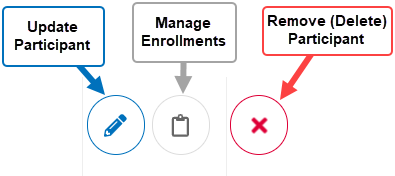 Update
Participant
Manage
Enrollments
Remove (Delete)
Participant